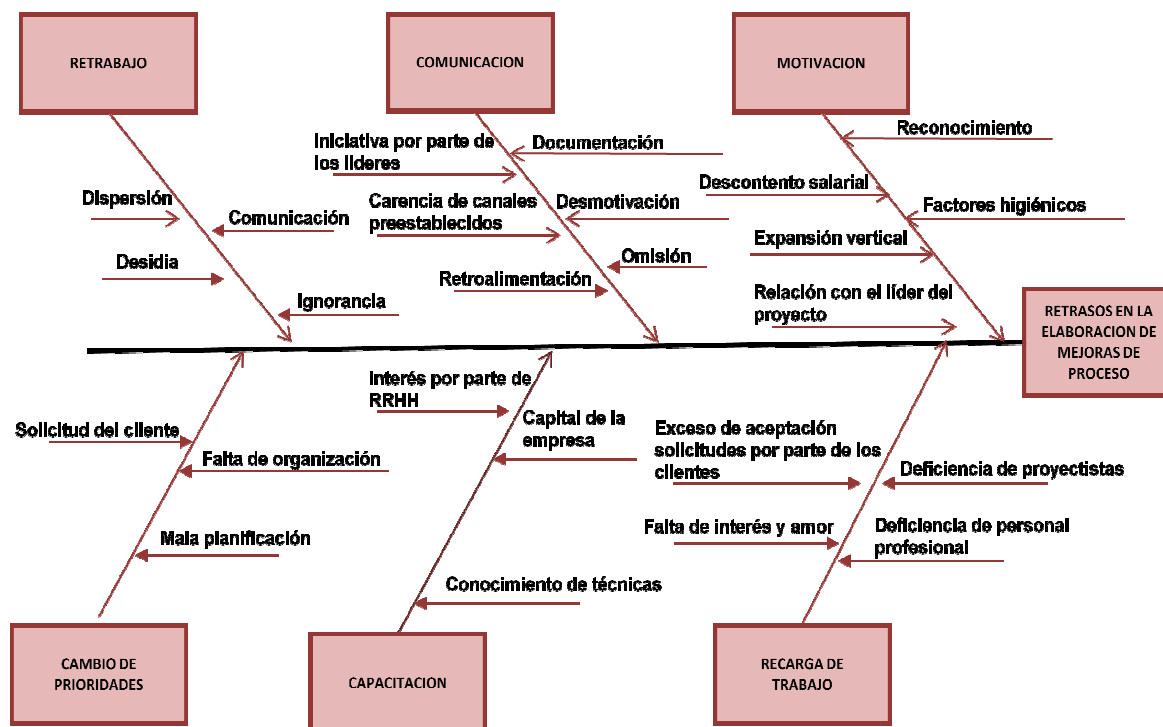 RETRABAJO
COMUNICACION
MOTIVACION
Iniciativa por parte de
los líderes
Documentación
Reconocimiento
Descontento salarial
Dispersión
Comunicación
Carencia de canales
preestablecidos
Desmotivación
Factores higiénicos
Expansión vertical
Desidia
Omisión
Retroalimentación
Ignorancia
Relación con el líder del
proyecto
RETRASOS EN LA
ELABORACION DE
MEJORAS DE
PROCESO
Interés por parte de
RRHH
Solicitud del cliente
Capital de la
empresa
Exceso de aceptación
solicitudes por parte de los
clientes
Falta de organización
Deficiencia de proyectistas
Mala planificación
Falta de interés y amor
Deficiencia de personal
profesional
Conocimiento de técnicas
CAMBIO DE
PRIORIDADES
CAPACITACION
RECARGA DE
TRABAJO